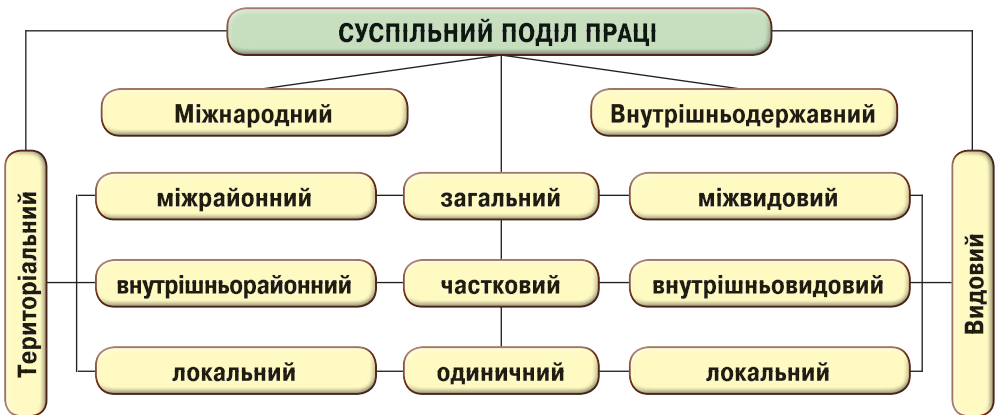 СУСПІЛЬНИЙ ПОДІЛ ПРАЦІ
Міжнародний
Внутрішньодержавний
Територіальний
міжрайонний
загальний
міжвидовий
внутрішньорайонний
частковий
внутрішньовидовий
локальний
одиничний
локальний
Видовий